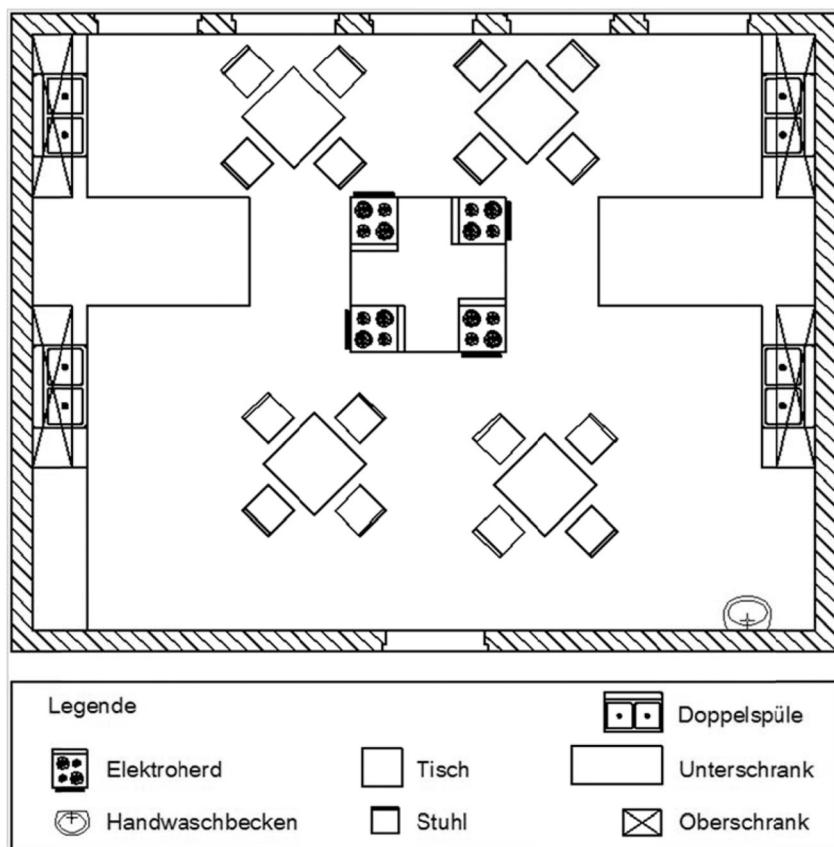 Legende
Doppelspüle
Elektroherd
Tisch
Unterschrank
Handwaschbecken
Stuhl
Oberschrank